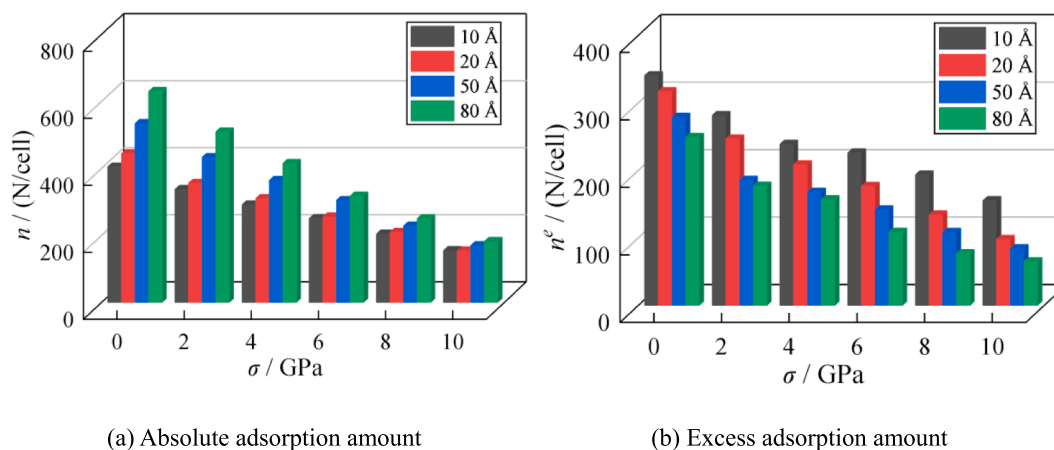 800
600
400
200
0
n / (N/cell)
10 Å
20 Å
50 Å
80 Å
0 2 4 6 8 10
σ / GPa
(a) Absolute adsorption amount
400
300
200
100
0
nᵉ / (N/cell)
10 Å
20 Å
50 Å
80 Å
0 2 4 6 8 10
σ / GPa
(b) Excess adsorption amount